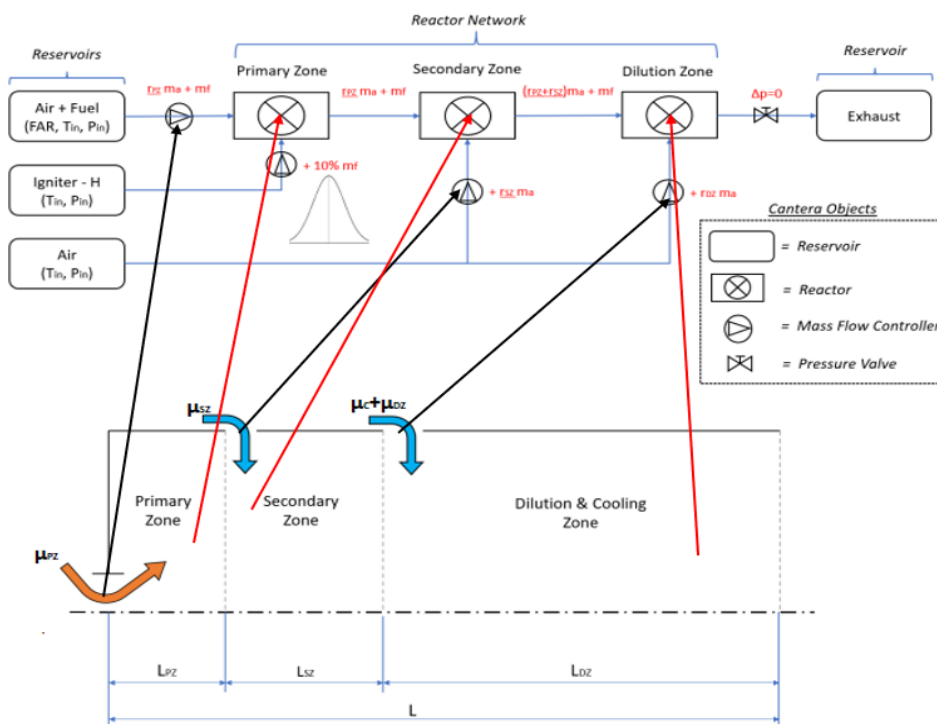 Reactor Network
Reservoirs
Reservoir
Primary Zone
Secondary Zone
Dilution Zone
rPZ ma + mf
rPZ ma + mf
(rPZ+rSZ)ma + mf
Δp=0
Air + Fuel
(FAR, Tin, Pin)
Exhaust
+ 10% mf
Igniter - H
(Tin, Pin)
+ rSZ ma
+ rDZ ma
Air
(Tin, Pin)
Cantera Objects
= Reservoir
= Reactor
= Mass Flow Controller
= Pressure Valve
μSZ
μC+μDZ
Primary
Zone
Secondary
Zone
Dilution & Cooling
Zone
μPZ
LPZ
LSZ
LDZ
L